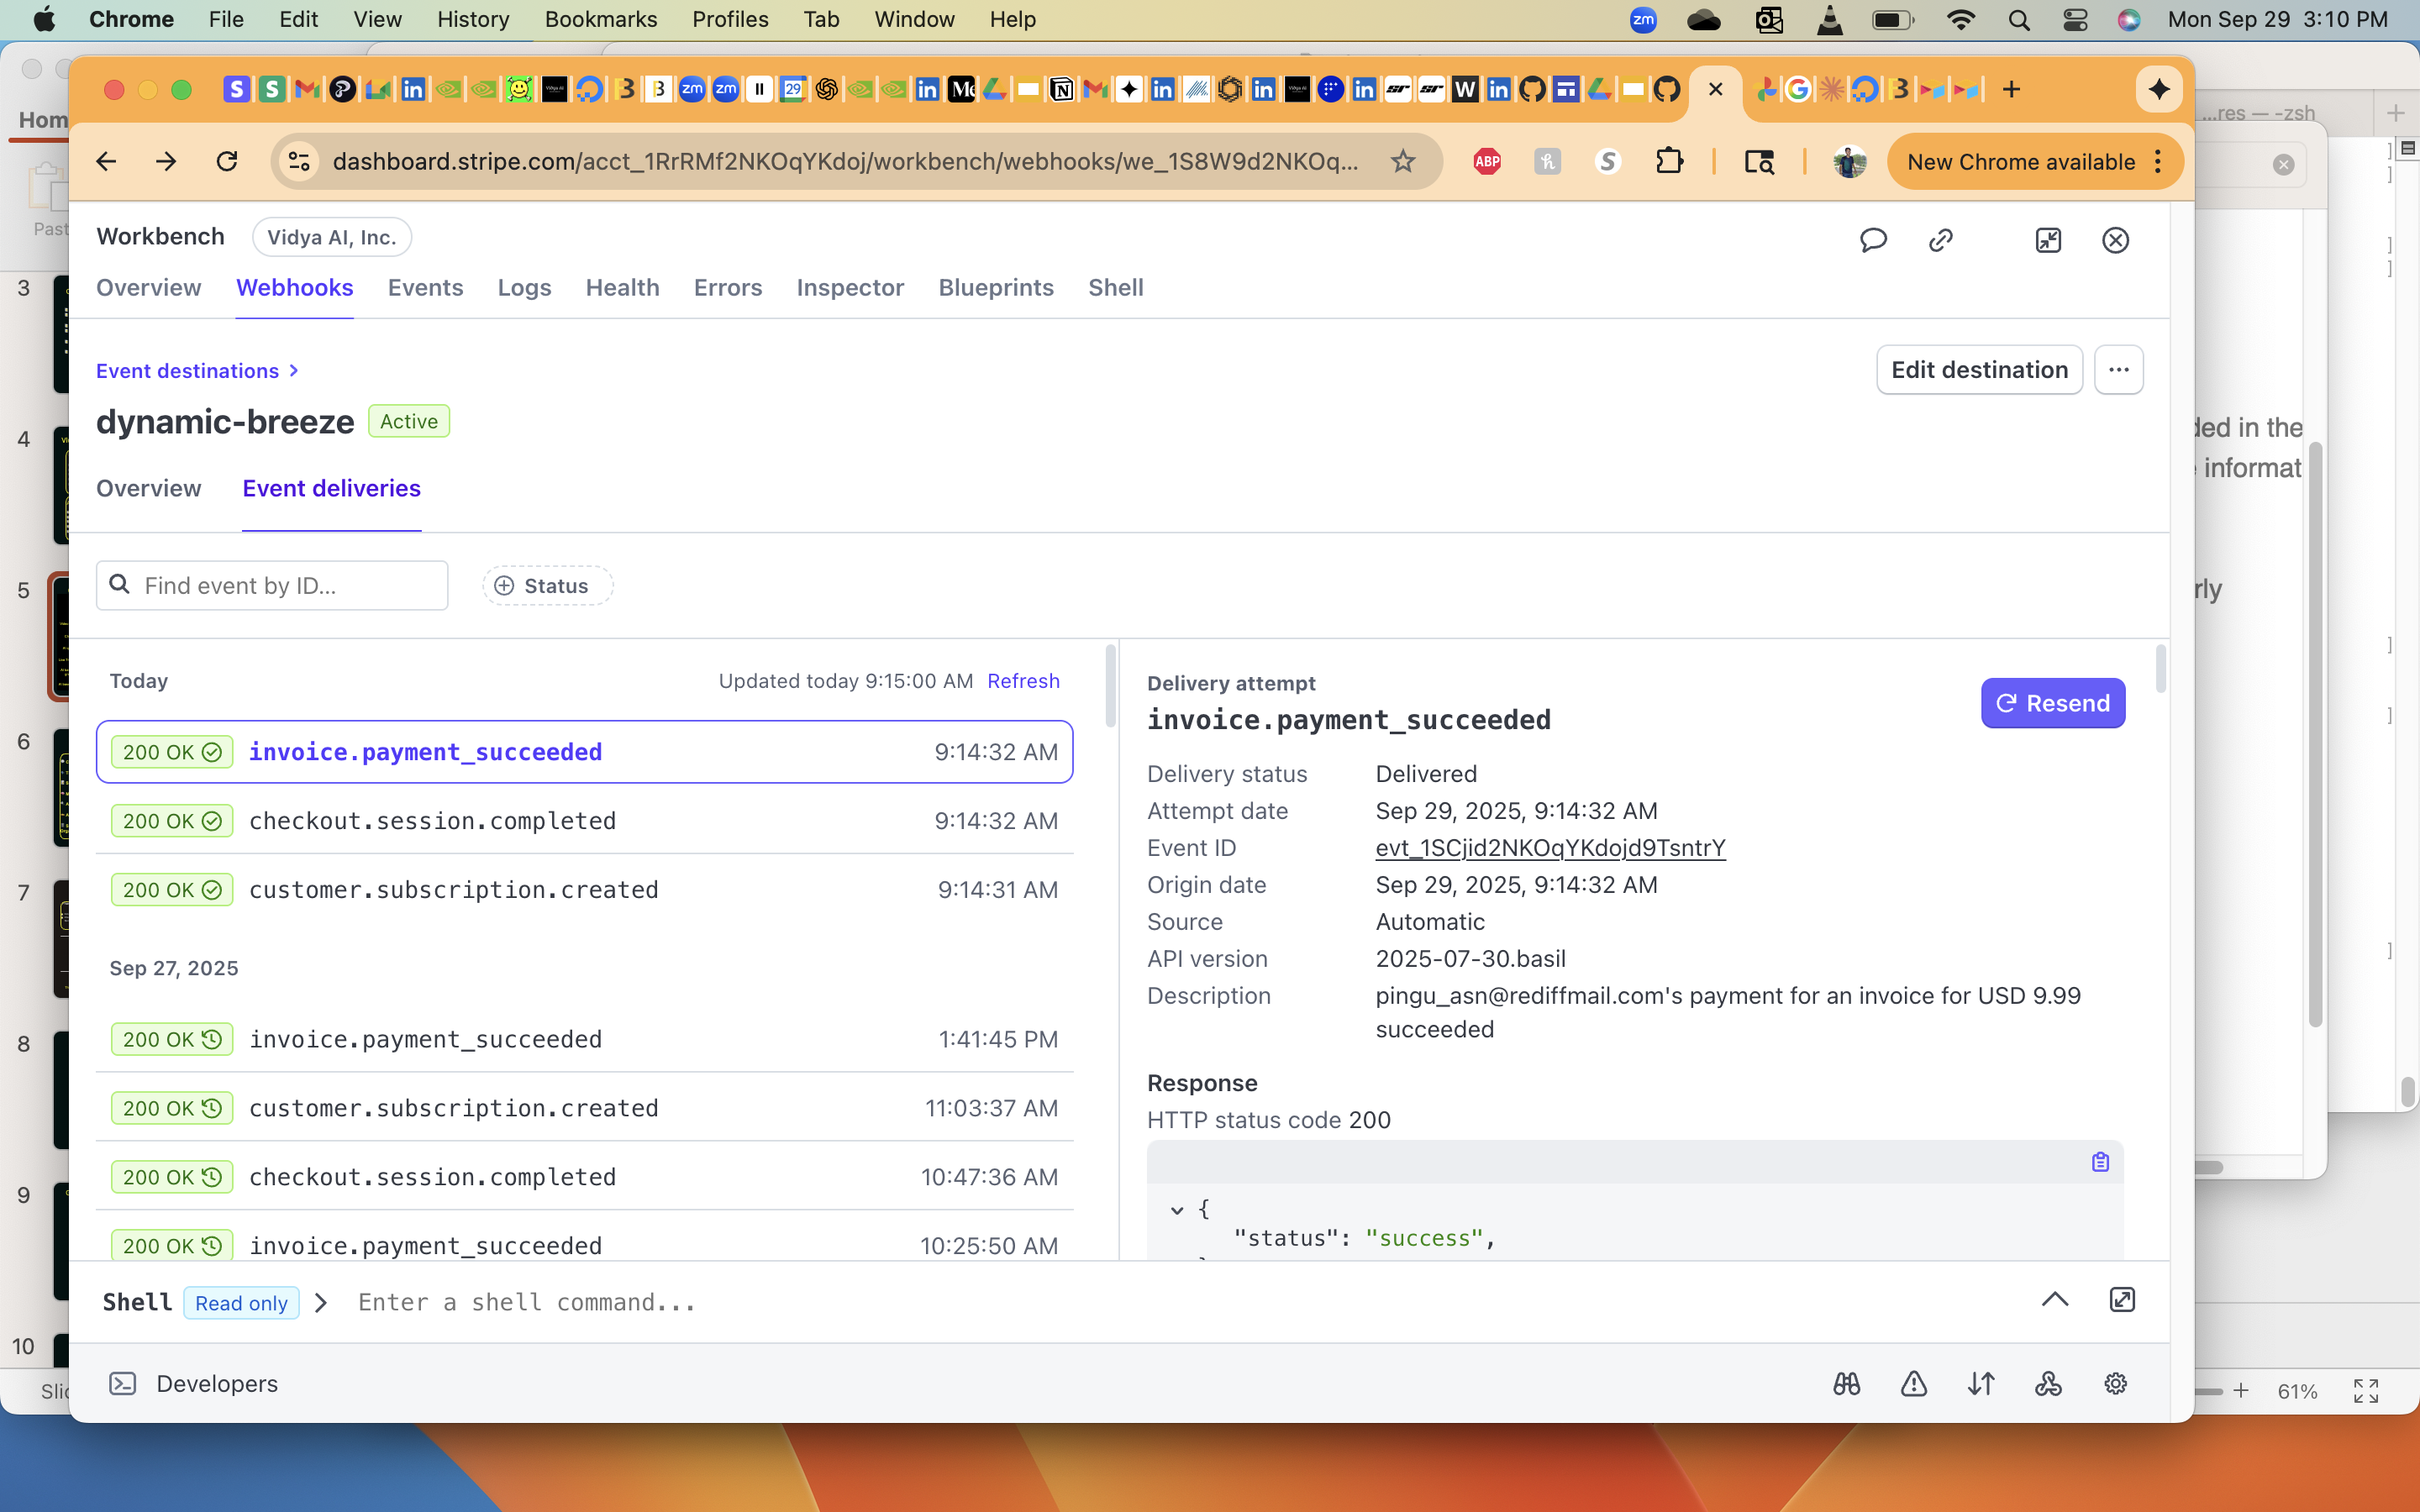 Chrome File Edit View History Bookmarks Profiles Tab Window Help
zm
Mon Sep 29 3:10 PM
...res — -zsh
dashboard.stripe.com/acct_1RrRMf2NKOqYKdoj/workbench/webhooks/we_1S8W9d2NKOq...
ABP
New Chrome available
Workbench
Vidya AI, Inc.
Overview Webhooks Events Logs Health Errors Inspector Blueprints Shell
Event destinations
Edit destination
dynamic-breeze
Active
Overview Event deliveries
Find event by ID...
Status
Today
Updated today 9:15:00 AM Refresh
200 OK invoice.payment_succeeded 9:14:32 AM
200 OK checkout.session.completed 9:14:32 AM
200 OK customer.subscription.created 9:14:31 AM
Sep 27, 2025
200 OK invoice.payment_succeeded 1:41:45 PM
200 OK customer.subscription.created 11:03:37 AM
200 OK checkout.session.completed 10:47:36 AM
200 OK invoice.payment_succeeded 10:25:50 AM
Delivery attempt
invoice.payment_succeeded
Resend
Delivery status Delivered
Attempt date Sep 29, 2025, 9:14:32 AM
Event ID evt_1SCjid2NKOqYKdojd9TsntrY
Origin date Sep 29, 2025, 9:14:32 AM
Source Automatic
API version 2025-07-30.basil
Description pingu_asn@rediffmail.com's payment for an invoice for USD 9.99
succeeded
Response
HTTP status code 200
{
"status": "success",
Shell Read only > Enter a shell command...
Developers
3
4
5
6
7
8
9
10
in the
61%